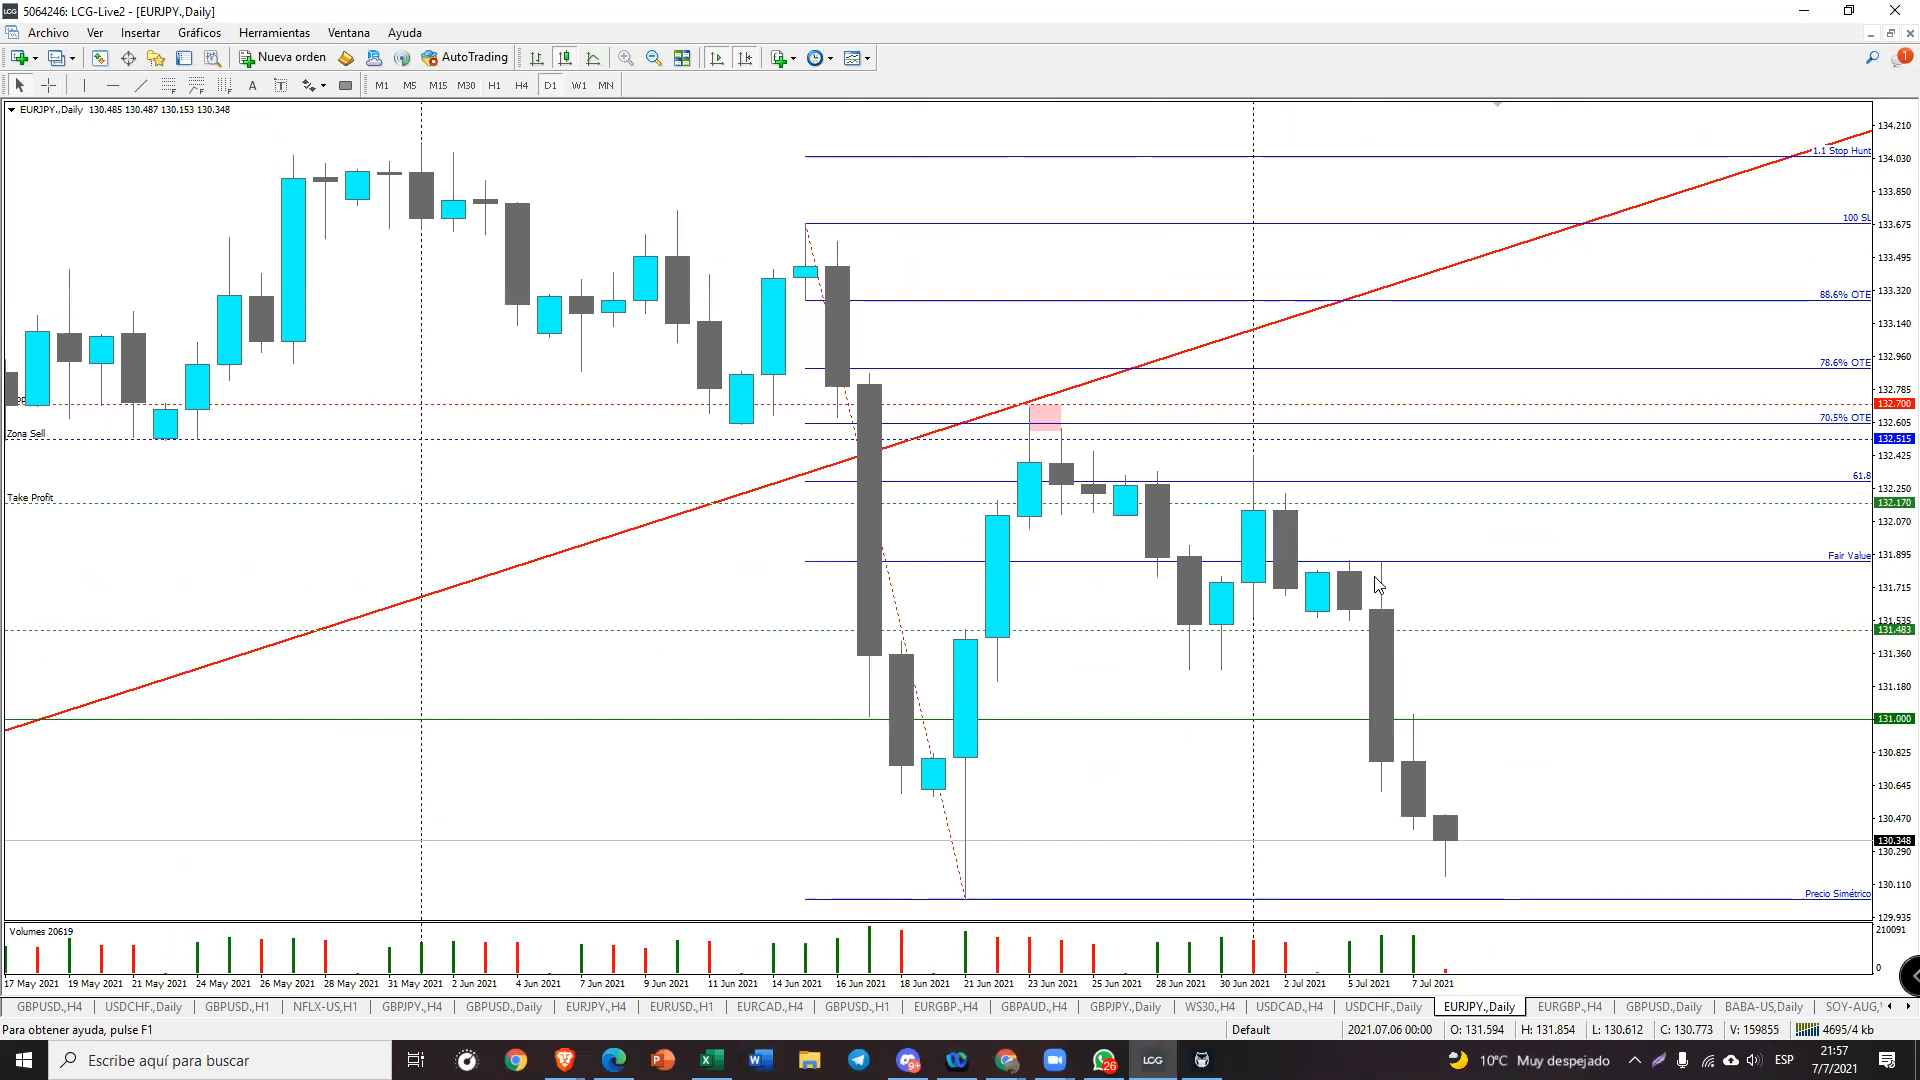 5064246: LCG-Live2 - [EURJPY.,Daily]
Archivo Ver Insertar Gráficos Herramientas Ventana Ayuda
Nueva orden AutoTrading 1
A T M1 M5 M15 M30 H1 H4 D1 W1 MN
EURJPY.,Daily 130.485 130.487 130.153 130.348
134.210
1.1 Stop Hunt
134.030
133.850
100 SL
133.675
133.495
88.6% OTE
133.320
133.140
132.960
78.6% OTE
132.785
132.700
70.5% OTE
132.605
Zona Sell
132.515
132.425
61.8
132.250
Take Profit
132.170
132.070
Fair Value
131.895
131.715
131.535
131.483
131.360
131.180
131.000
130.825
130.645
130.470
130.348
130.290
130.110
Precio Simétrico
129.935
Volumes 20619
210091
0
17 May 2021 19 May 2021 21 May 2021 24 May 2021 26 May 2021 28 May 2021 31 May 2021 2 Jun 2021 4 Jun 2021 7 Jun 2021 9 Jun 2021 11 Jun 2021 14 Jun 2021 16 Jun 2021 18 Jun 2021 21 Jun 2021 23 Jun 2021 25 Jun 2021 28 Jun 2021 30 Jun 2021 2 Jul 2021 5 Jul 2021 7 Jul 2021
GBPUSD.,H4 USDCHF.,Daily GBPUSD.,H1 NFLX-US,H1 GBPJPY.,H4 GBPUSD.,Daily EURJPY.,H4 EURUSD.,H1 EURCAD.,H4 GBPUSD.,H1 EURGBP.,H4 GBPAUD.,H4 GBPJPY.,Daily WS30.,H4 USDCAD.,H4 USDCHF.,Daily EURJPY.,Daily EURGBP.,H4 GBPUSD.,Daily BABA-US,Daily SOY-AUG,
Para obtener ayuda, pulse F1 Default 2021.07.06 00:00 O: 131.594 H: 131.854 L: 130.612 C: 130.773 V: 159855 4695/4 kb
Escribe aquí para buscar LCG 26 9+ 10°C Muy despejado ESP 21:57
7/7/2021